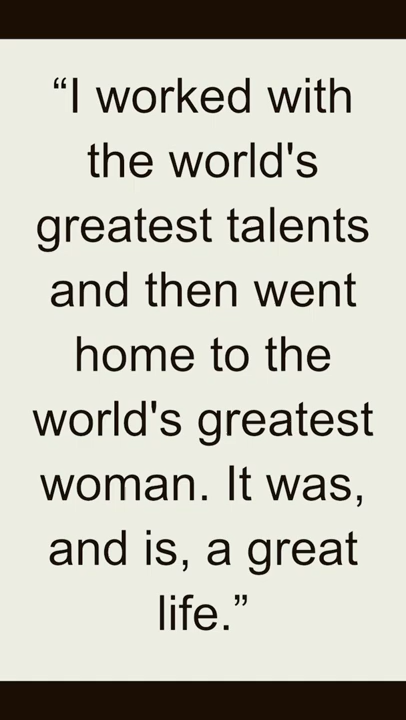 “I worked with
the world's
greatest talents
and then went
home to the
world's greatest
woman. It was,
and is, a great
life.”